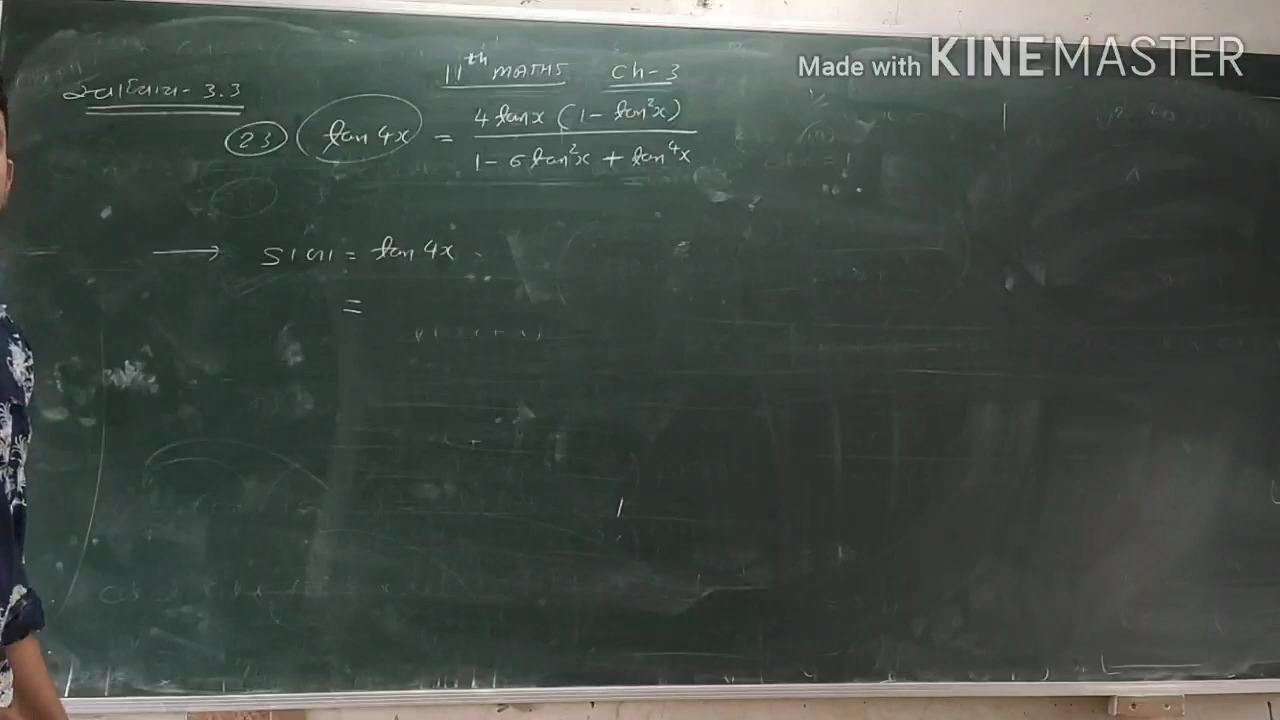 Made with KINEMASTER
11th MATHS Ch-3
સ્વાધ્યાય - 3.3
(23) tan 4x = 4 tan x (1 - tan²x) / 1 - 6 tan²x + tan⁴x
→ ડાબા = tan 4x
=